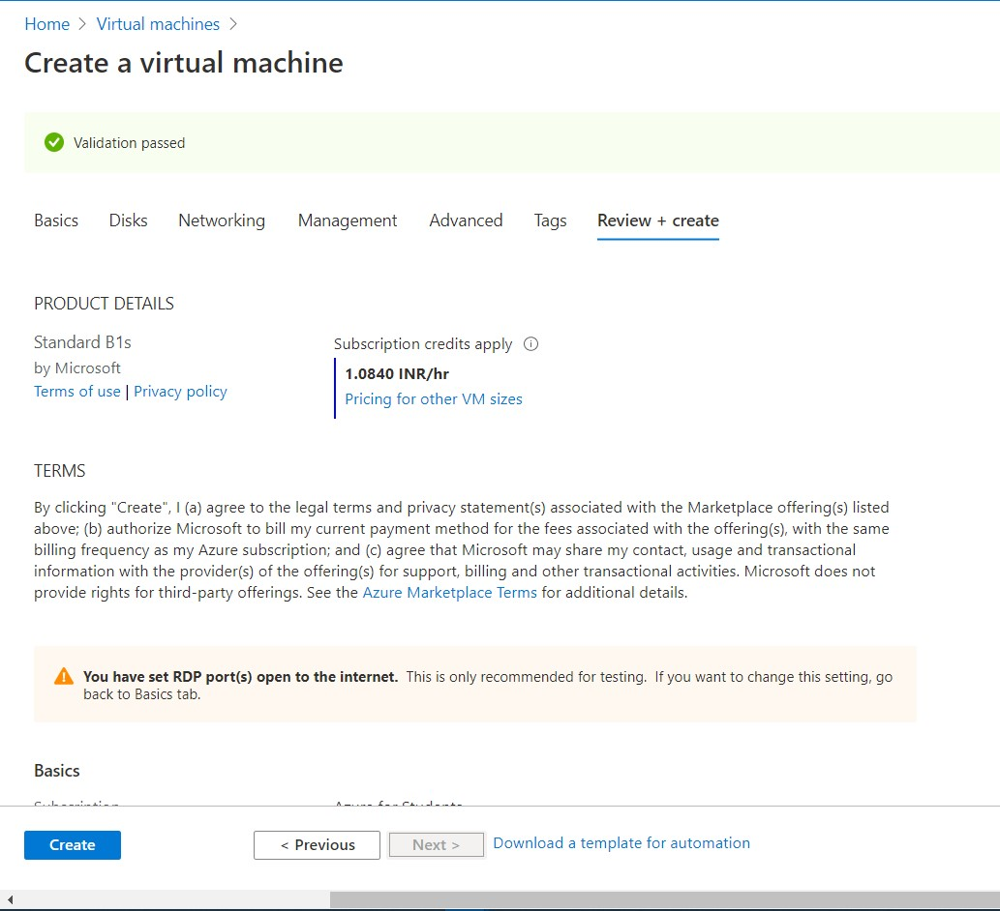 Home > Virtual machines >
Create a virtual machine
Validation passed
Basics Disks Networking Management Advanced Tags Review + create
PRODUCT DETAILS
Standard B1s
by Microsoft
Terms of use | Privacy policy
Subscription credits apply
1.0840 INR/hr
Pricing for other VM sizes
TERMS
By clicking "Create", I (a) agree to the legal terms and privacy statement(s) associated with the Marketplace offering(s) listed
above; (b) authorize Microsoft to bill my current payment method for the fees associated with the offering(s), with the same
billing frequency as my Azure subscription; and (c) agree that Microsoft may share my contact, usage and transactional
information with the provider(s) of the offering(s) for support, billing and other transactional activities. Microsoft does not
provide rights for third-party offerings. See the Azure Marketplace Terms for additional details.
You have set RDP port(s) open to the internet. This is only recommended for testing. If you want to change this setting, go
back to Basics tab.
Basics
Subscription Azure for Students
Create < Previous Next > Download a template for automation